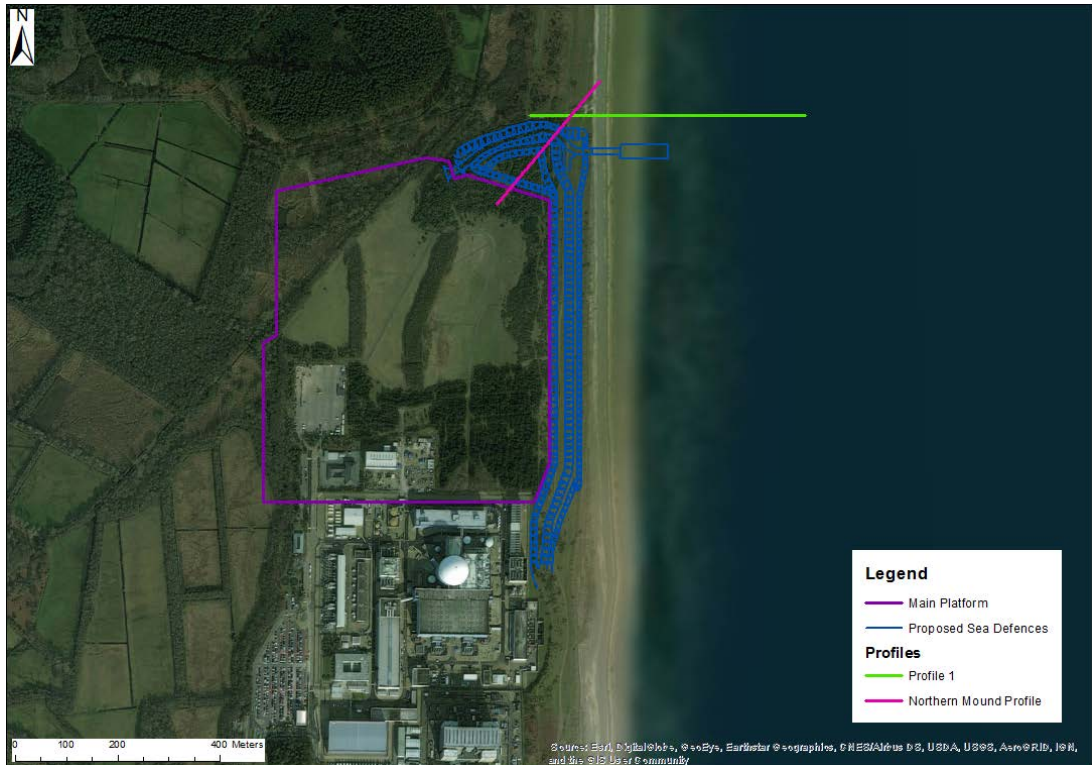 N
Legend
Main Platform
Proposed Sea Defences
Profiles
Profile 1
Northern Mound Profile
0 100 200 400 Meters
Source: Esri, DigitalGlobe, GeoEye, Earthstar Geographics, CNES/Airbus DS, USDA, USGS, AeroGRID, IGN,
and the GIS User Community